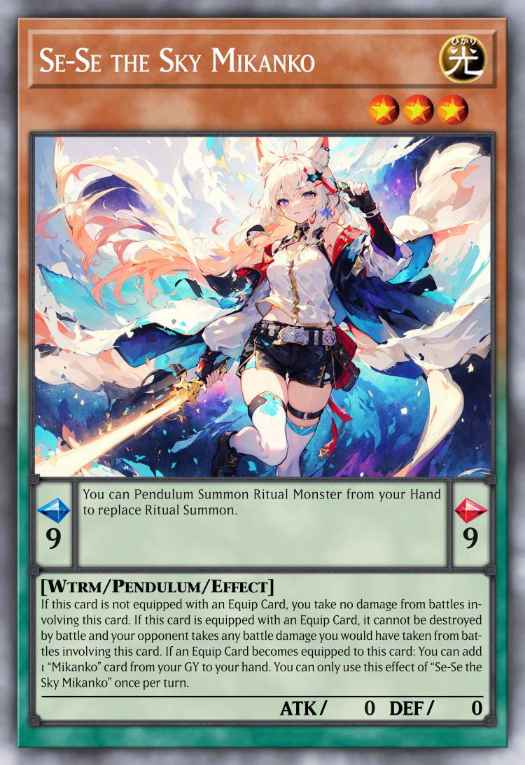 Se-Se the Sky Mikanko
ひかり
光
You can Pendulum Summon Ritual Monster from your Hand
to replace Ritual Summon.
9
9
[Wtrm/Pendulum/Effect]
If this card is not equipped with an Equip Card, you take no damage from battles in-
volving this card. If this card is equipped with an Equip Card, it cannot be destroyed
by battle and your opponent takes any battle damage you would have taken from bat-
tles involving this card. If an Equip Card becomes equipped to this card: You can add
1 "Mikanko" card from your GY to your hand. You can only use this effect of "Se-Se the
Sky Mikanko" once per turn.
ATK/ 0 DEF/ 0